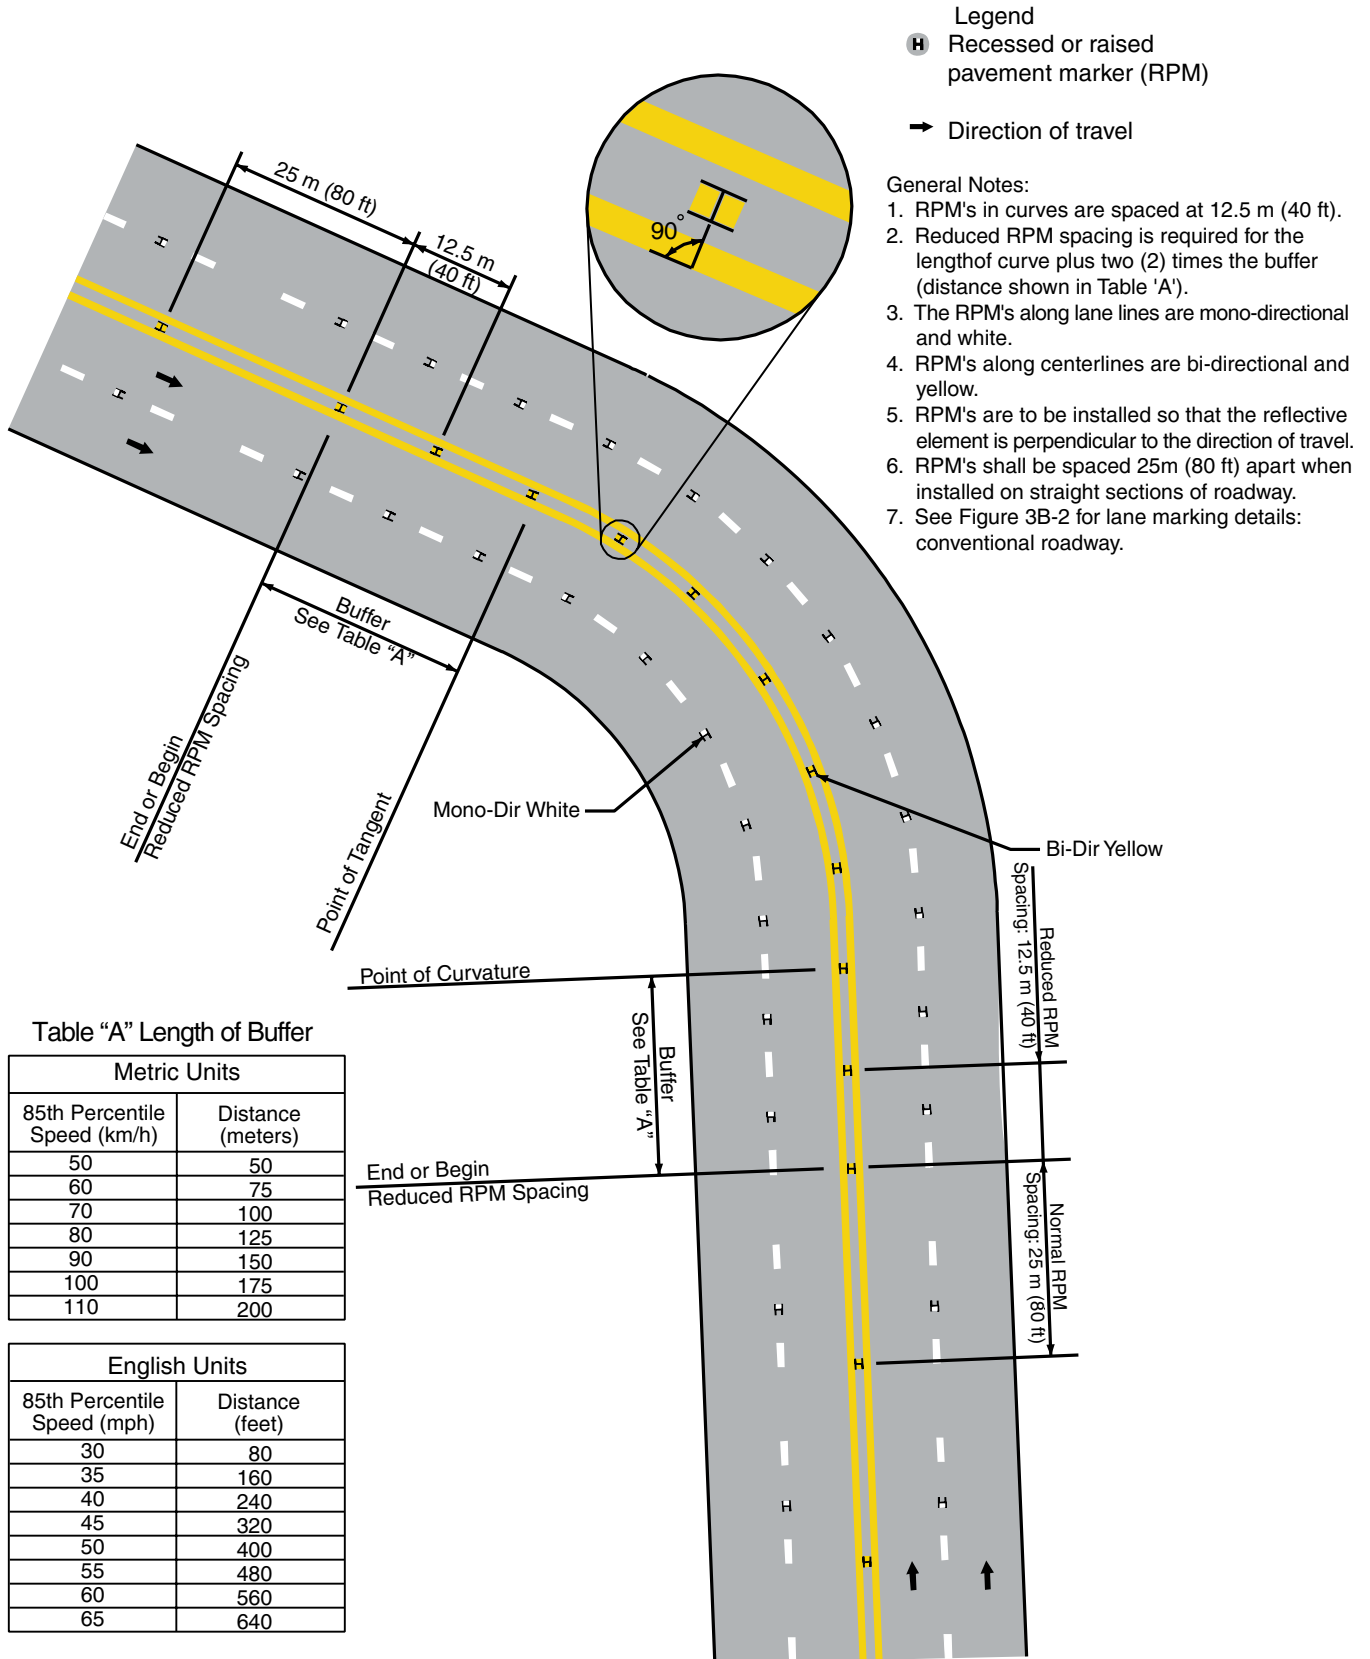 Legend
H Recessed or raised
pavement marker (RPM)
Direction of travel
General Notes:
1. RPM's in curves are spaced at 12.5 m (40 ft).
2. Reduced RPM spacing is required for the
lengthof curve plus two (2) times the buffer
(distance shown in Table 'A').
3. The RPM's along lane lines are mono-directional
and white.
4. RPM's along centerlines are bi-directional and
yellow.
5. RPM's are to be installed so that the reflective
element is perpendicular to the direction of travel.
6. RPM's shall be spaced 25m (80 ft) apart when
installed on straight sections of roadway.
7. See Figure 3B-2 for lane marking details:
conventional roadway.
25 m (80 ft)
12.5 m
(40 ft)
90°
Buffer
See Table “A”
End or Begin
Reduced RPM Spacing
Point of Tangent
Mono-Dir White
Bi-Dir Yellow
Point of Curvature
Reduced RPM
Spacing: 12.5 m (40 ft)
Buffer
See Table “A”
End or Begin
Reduced RPM Spacing
Normal RPM
Spacing: 25 m (80 ft)
Table “A” Length of Buffer
Metric Units
85th Percentile Speed (km/h) Distance (meters)
50 50
60 75
70 100
80 125
90 150
100 175
110 200
English Units
85th Percentile Speed (mph) Distance (feet)
30 80
35 160
40 240
45 320
50 400
55 480
60 560
65 640